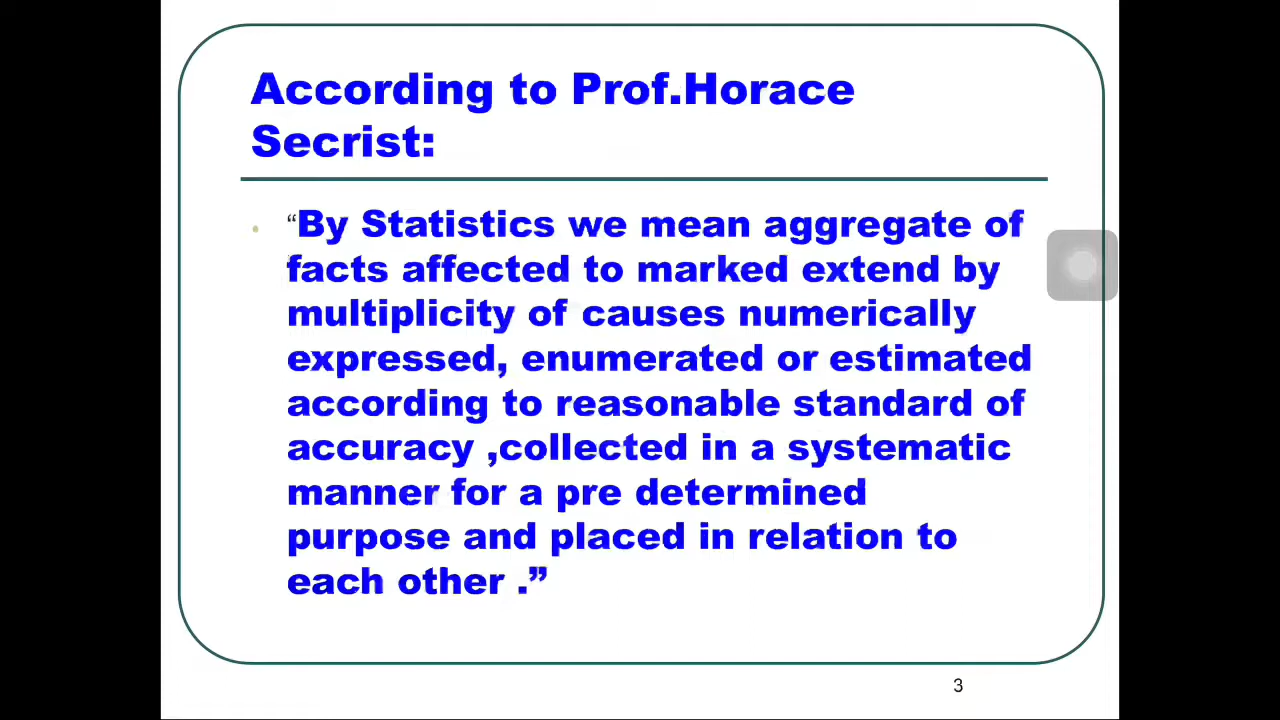 According to Prof.Horace
Secrist:
“By Statistics we mean aggregate of
facts affected to marked extend by
multiplicity of causes numerically
expressed, enumerated or estimated
according to reasonable standard of
accuracy ,collected in a systematic
manner for a pre determined
purpose and placed in relation to
each other .”
3